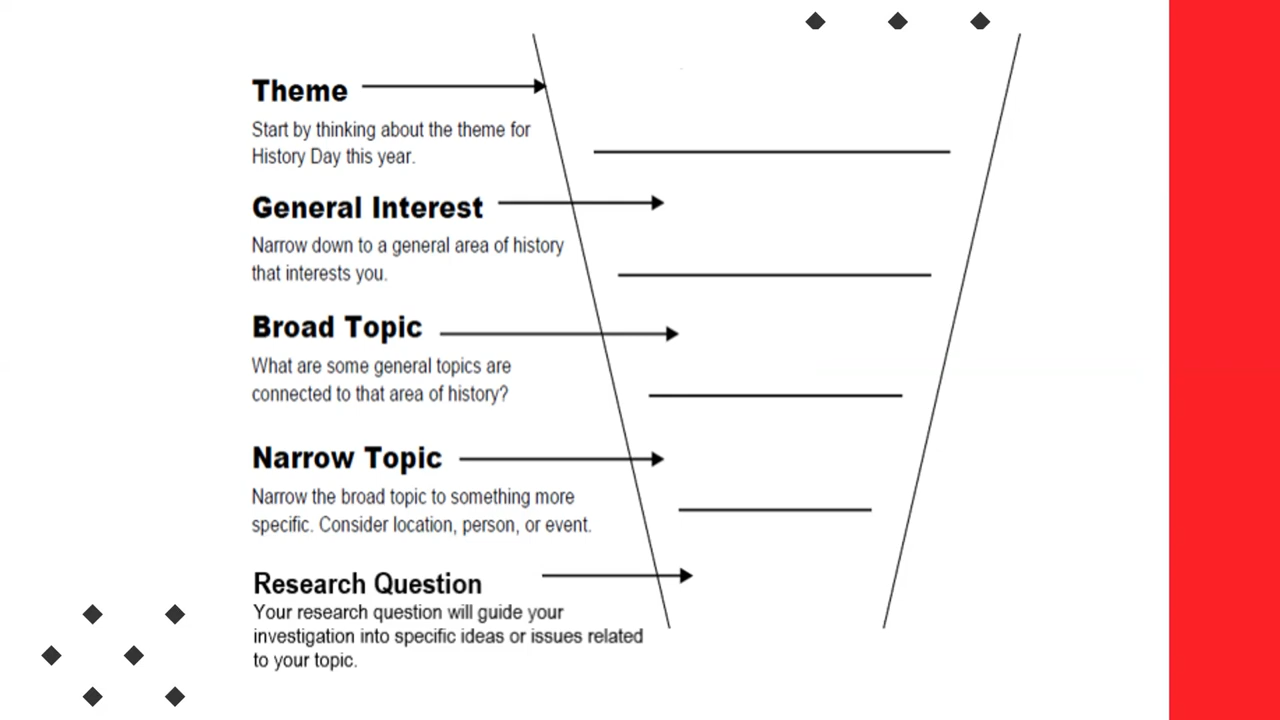 Theme
Start by thinking about the theme for
History Day this year.
General Interest
Narrow down to a general area of history
that interests you.
Broad Topic
What are some general topics are
connected to that area of history?
Narrow Topic
Narrow the broad topic to something more
specific. Consider location, person, or event.
Research Question
Your research question will guide your
investigation into specific ideas or issues related
to your topic.